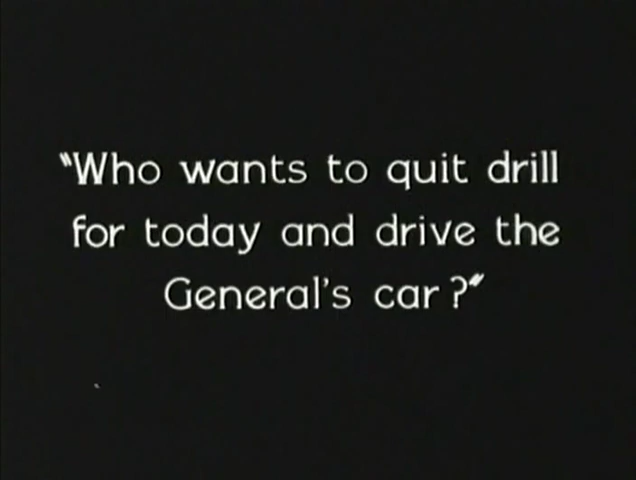 "Who wants to quit drill
for today and drive the
General's car?"